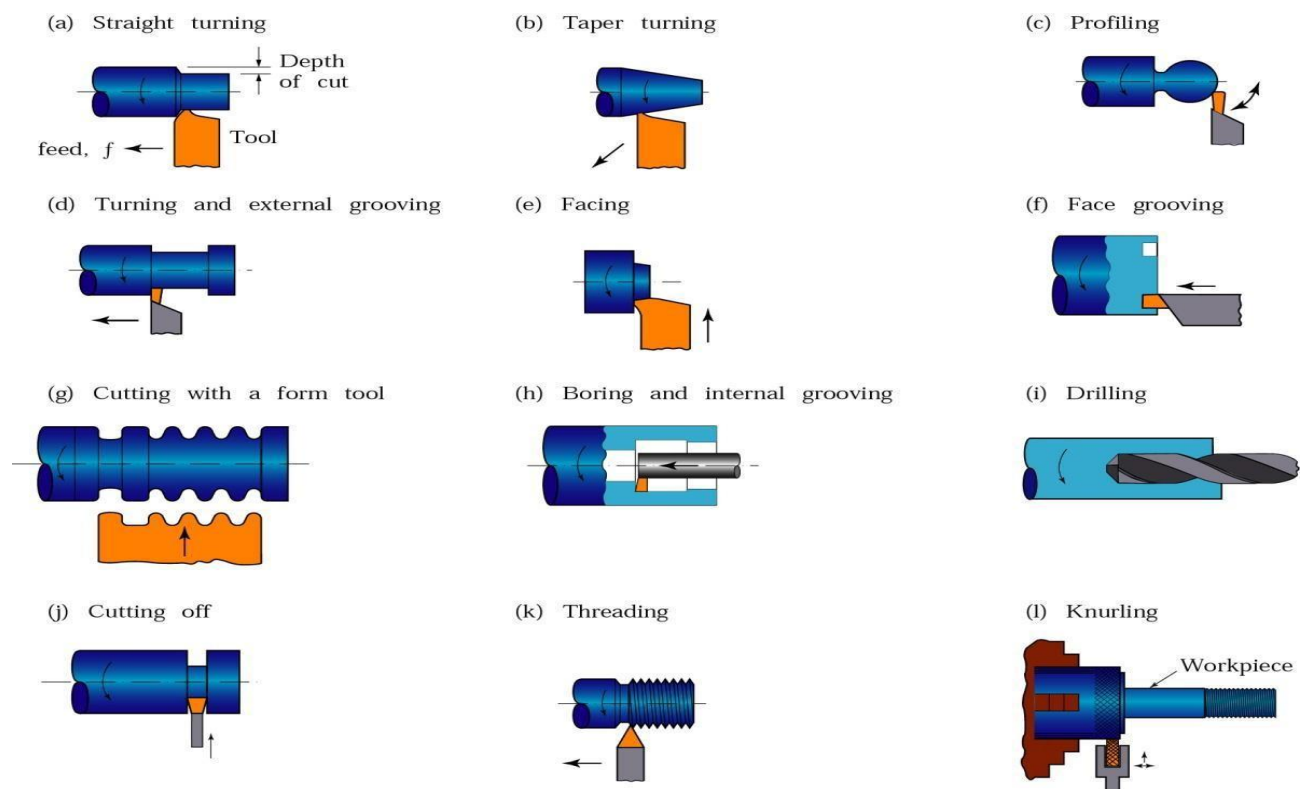 (a) Straight turning
Depth
of cut
Tool
feed, f
(b) Taper turning
(c) Profiling
(d) Turning and external grooving
(e) Facing
(f) Face grooving
(g) Cutting with a form tool
(h) Boring and internal grooving
(i) Drilling
(j) Cutting off
(k) Threading
(l) Knurling
Workpiece